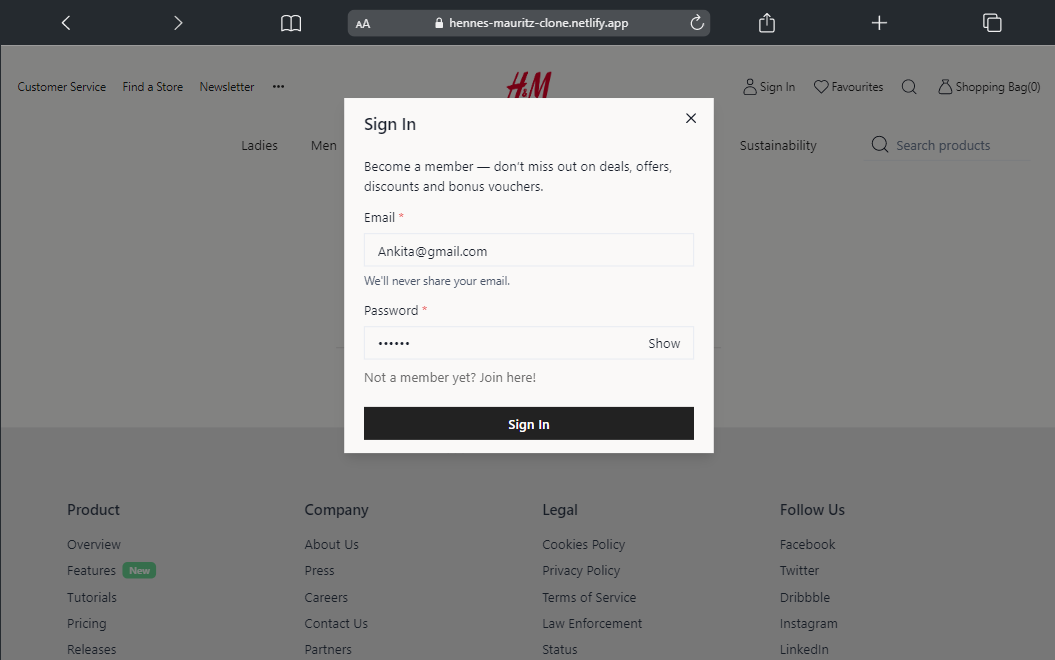 AA hennes-mauritz-clone.netlify.app
Customer Service Find a Store Newsletter ••• H&M Sign In Favourites Shopping Bag(0)
Ladies Men Sustainability Search products
Sign In
Become a member — don't miss out on deals, offers,
discounts and bonus vouchers.
Email *
Ankita@gmail.com
We'll never share your email.
Password *
•••••• Show
Not a member yet? Join here!
Sign In
Product Company Legal Follow Us
Overview About Us Cookies Policy Facebook
Features New Press Privacy Policy Twitter
Tutorials Careers Terms of Service Dribbble
Pricing Contact Us Law Enforcement Instagram
Releases Partners Status LinkedIn